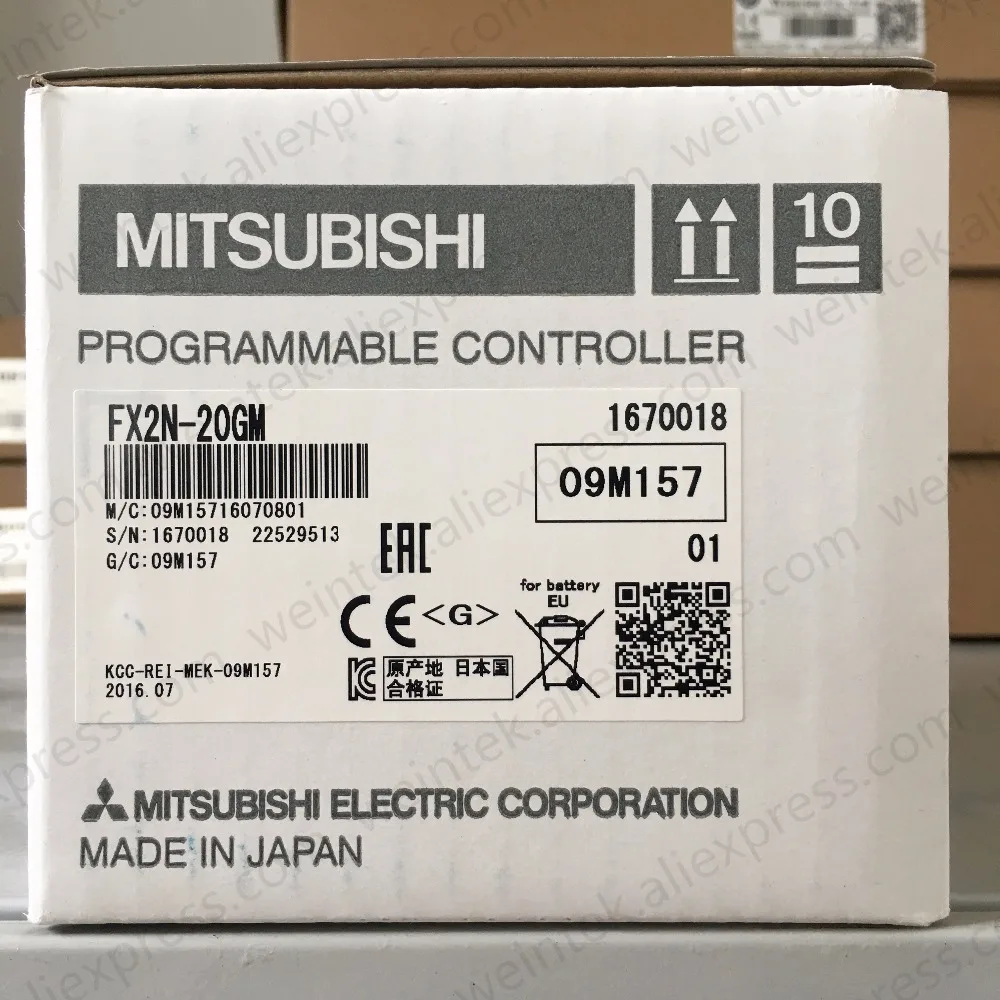 MITSUBISHI
10
PROGRAMMABLE CONTROLLER
FX2N-20GM
1670018
09M157
M/C:09M15716070801
S/N:1670018 22529513
G/C:09M157
EAC
01
for battery
EU
CE <G>
KC
原产地 日本国
合格证
KCC-REI-MEK-09M157
2016.07
MITSUBISHI ELECTRIC CORPORATION
MADE IN JAPAN
weintek.aliexpress.com